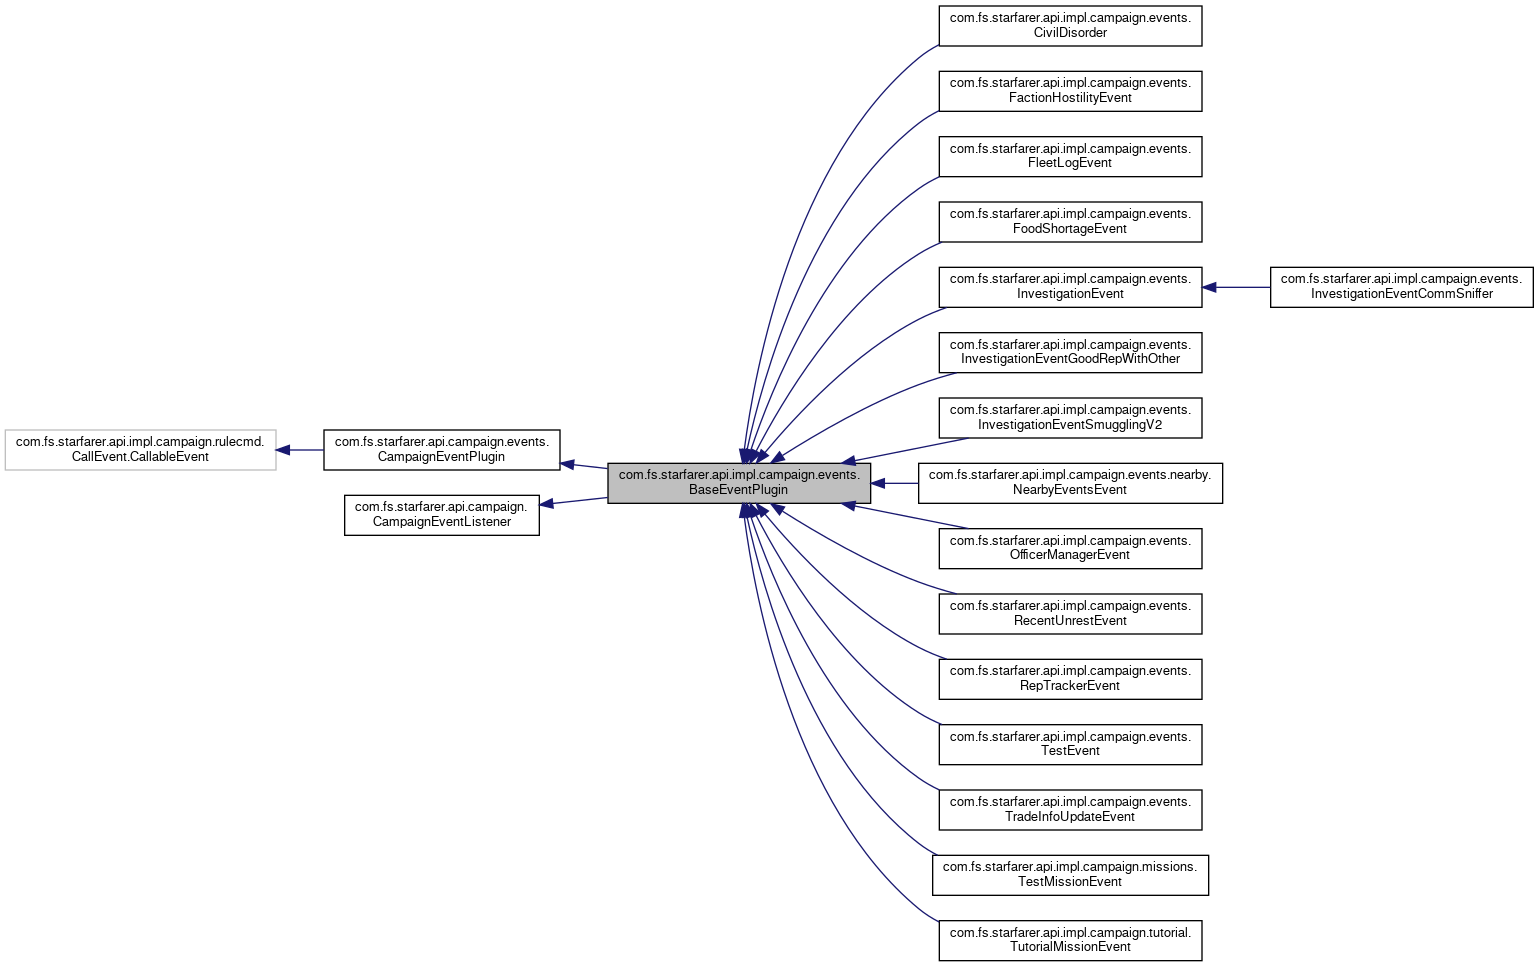 com.fs.starfarer.api.impl.campaign.events.
CivilDisorder
com.fs.starfarer.api.impl.campaign.events.
FactionHostilityEvent
com.fs.starfarer.api.impl.campaign.events.
FleetLogEvent
com.fs.starfarer.api.impl.campaign.events.
FoodShortageEvent
com.fs.starfarer.api.impl.campaign.events.
InvestigationEvent
com.fs.starfarer.api.impl.campaign.events.
InvestigationEventCommSniffer
com.fs.starfarer.api.impl.campaign.events.
InvestigationEventGoodRepWithOther
com.fs.starfarer.api.impl.campaign.events.
InvestigationEventSmugglingV2
com.fs.starfarer.api.impl.campaign.rulecmd.
CallEvent.CallableEvent
com.fs.starfarer.api.campaign.events.
CampaignEventPlugin
com.fs.starfarer.api.campaign.
CampaignEventListener
com.fs.starfarer.api.impl.campaign.events.
BaseEventPlugin
com.fs.starfarer.api.impl.campaign.events.nearby.
NearbyEventsEvent
com.fs.starfarer.api.impl.campaign.events.
OfficerManagerEvent
com.fs.starfarer.api.impl.campaign.events.
RecentUnrestEvent
com.fs.starfarer.api.impl.campaign.events.
RepTrackerEvent
com.fs.starfarer.api.impl.campaign.events.
TestEvent
com.fs.starfarer.api.impl.campaign.events.
TradeInfoUpdateEvent
com.fs.starfarer.api.impl.campaign.missions.
TestMissionEvent
com.fs.starfarer.api.impl.campaign.tutorial.
TutorialMissionEvent